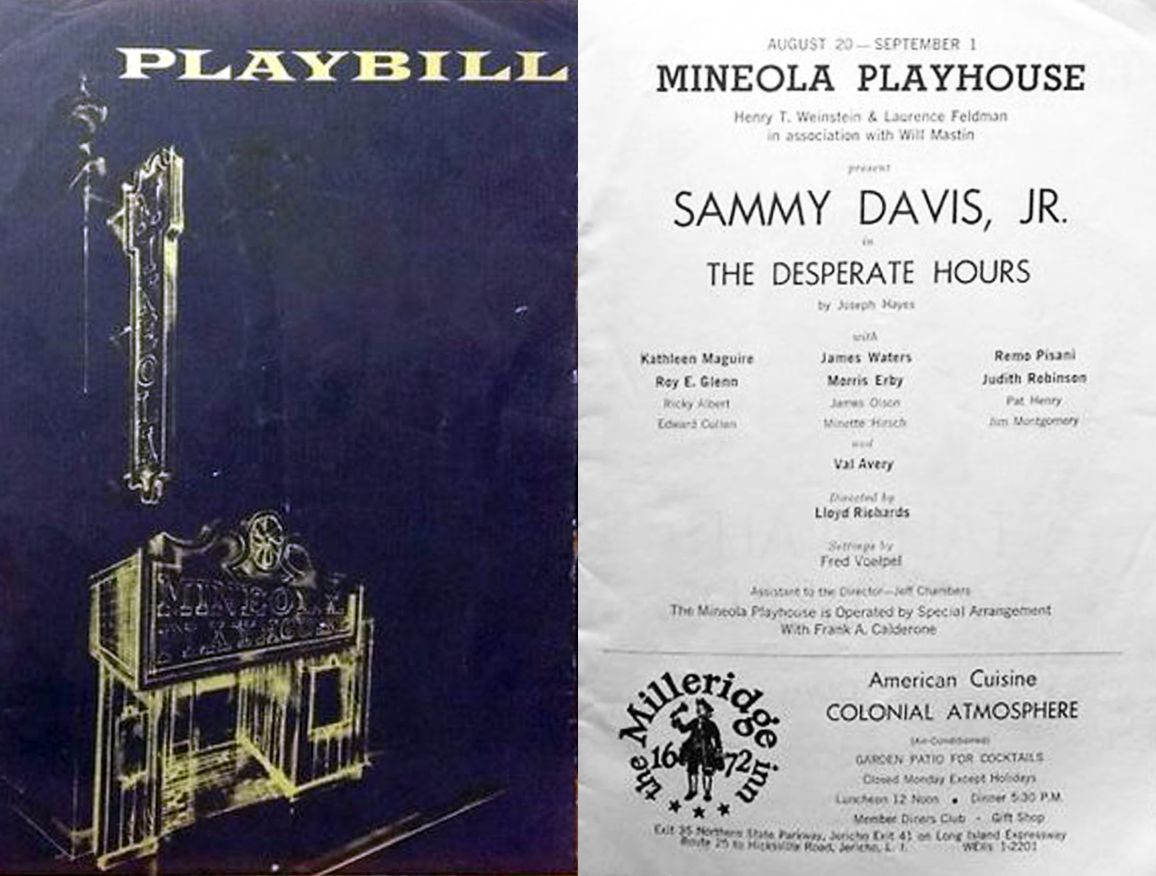 PLAYBILL
MINEOLA
MINEOLA
PLAYHOUSE
AUGUST 20 — SEPTEMBER 1
MINEOLA PLAYHOUSE
Henry T. Weinstein & Laurence Feldman
in association with Will Mastin
present
SAMMY DAVIS, JR.
in
THE DESPERATE HOURS
by Joseph Hayes
with
Kathleen Maguire James Waters Remo Pisani
Roy E. Glenn Morris Erby Judith Robinson
Ricky Albert James Olson Pat Henry
Edward Cullen Minette Hirsch Jim Montgomery
and
Val Avery
Directed by
Lloyd Richards
Settings by
Fred Voelpel
Assistant to the Director—Jeff Chambers
The Mineola Playhouse is Operated by Special Arrangement
With Frank A. Calderone
the Milleridge inn
1672
American Cuisine
COLONIAL ATMOSPHERE
(Air-Conditioned)
GARDEN PATIO FOR COCKTAILS
Closed Monday Except Holidays
Luncheon 12 Noon • Dinner 5:30 P.M.
Member Diners Club • Gift Shop
Exit 35 Northern State Parkway, Jericho Exit 41 on Long Island Expressway
Route 25 to Hicksville Road, Jericho, L. I. WElls 1-2201